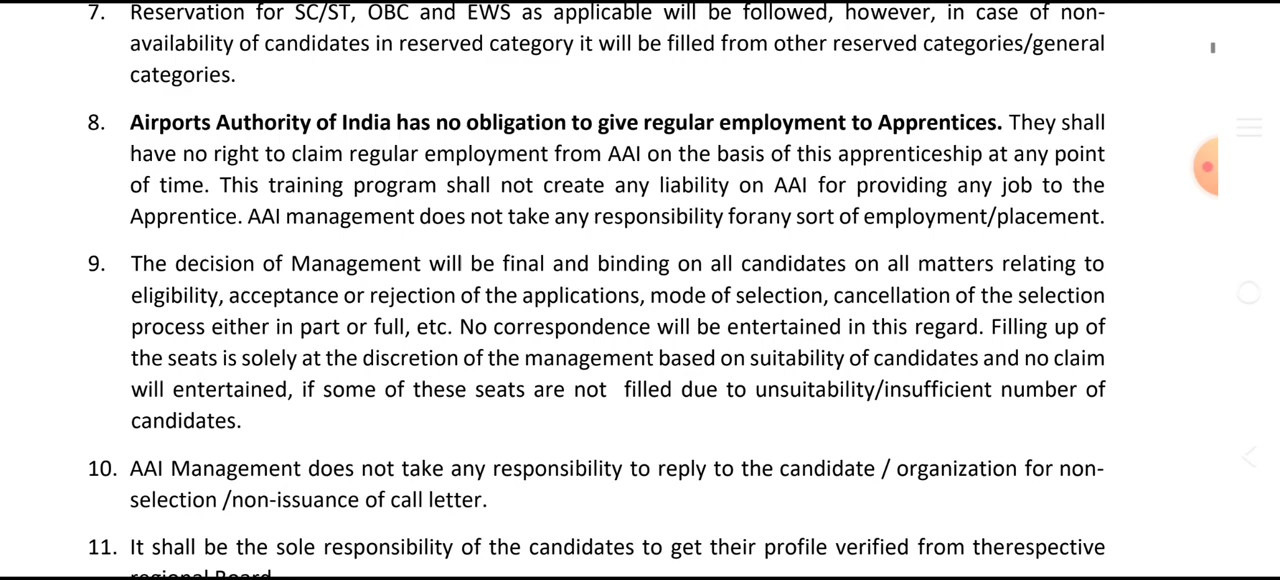 7. Reservation for SC/ST, OBC and EWS as applicable will be followed, however, in case of non-
availability of candidates in reserved category it will be filled from other reserved categories/general
categories.
8. Airports Authority of India has no obligation to give regular employment to Apprentices. They shall
have no right to claim regular employment from AAI on the basis of this apprenticeship at any point
of time. This training program shall not create any liability on AAI for providing any job to the
Apprentice. AAI management does not take any responsibility forany sort of employment/placement.
9. The decision of Management will be final and binding on all candidates on all matters relating to
eligibility, acceptance or rejection of the applications, mode of selection, cancellation of the selection
process either in part or full, etc. No correspondence will be entertained in this regard. Filling up of
the seats is solely at the discretion of the management based on suitability of candidates and no claim
will entertained, if some of these seats are not filled due to unsuitability/insufficient number of
candidates.
10. AAI Management does not take any responsibility to reply to the candidate / organization for non-
selection /non-issuance of call letter.
11. It shall be the sole responsibility of the candidates to get their profile verified from therespective
regional Board